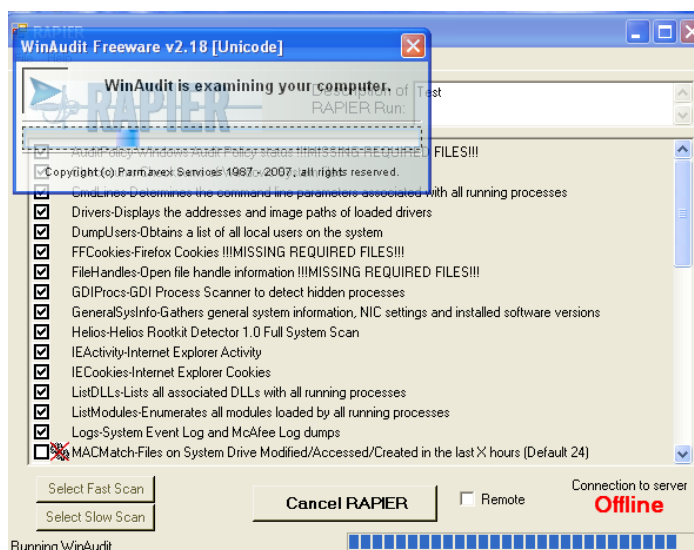 RAPIER
WinAudit Freeware v2.18 [Unicode]
WinAudit is examining your computer.
Description of
Test
RAPIER
RAPIER Run:
AuditPolicy-Windows Audit Policy status !!!MISSING REQUIRED FILES!!!
Copyright (c) Parmavex Services 1987 - 2007, all rights reserved.
CmdLines-Determines the command line parameters associated with all running processes
Drivers-Displays the addresses and image paths of loaded drivers
DumpUsers-Obtains a list of all local users on the system
FFCookies-Firefox Cookies !!!MISSING REQUIRED FILES!!!
FileHandles-Open file handle information !!!MISSING REQUIRED FILES!!!
GDIProcs-GDI Process Scanner to detect hidden processes
GeneralSysInfo-Gathers general system information, NIC settings and installed software versions
Helios-Helios Rootkit Detector 1.0 Full System Scan
IEActivity-Internet Explorer Activity
IECookies-Internet Explorer Cookies
ListDLLs-Lists all associated DLLs with all running processes
ListModules-Enumerates all modules loaded by all running processes
Logs-System Event Log and McAfee Log dumps
MACMatch-Files on System Drive Modified/Accessed/Created in the last X hours (Default 24)
Select Fast Scan
Select Slow Scan
Cancel RAPIER
Remote
Connection to server
Offline
Running WinAudit